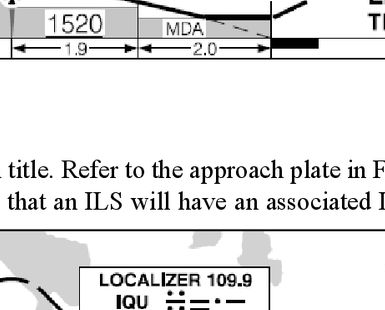 1520
MDA
1.9
2.0
title. Refer to the approach plate in
that an ILS will have an associated
LOCALIZER 109.9
IQU